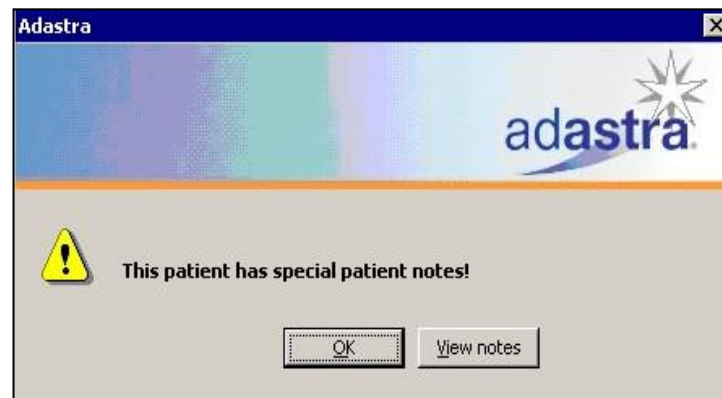 Adastra
adastra
This patient has special patient notes!
OK
View notes